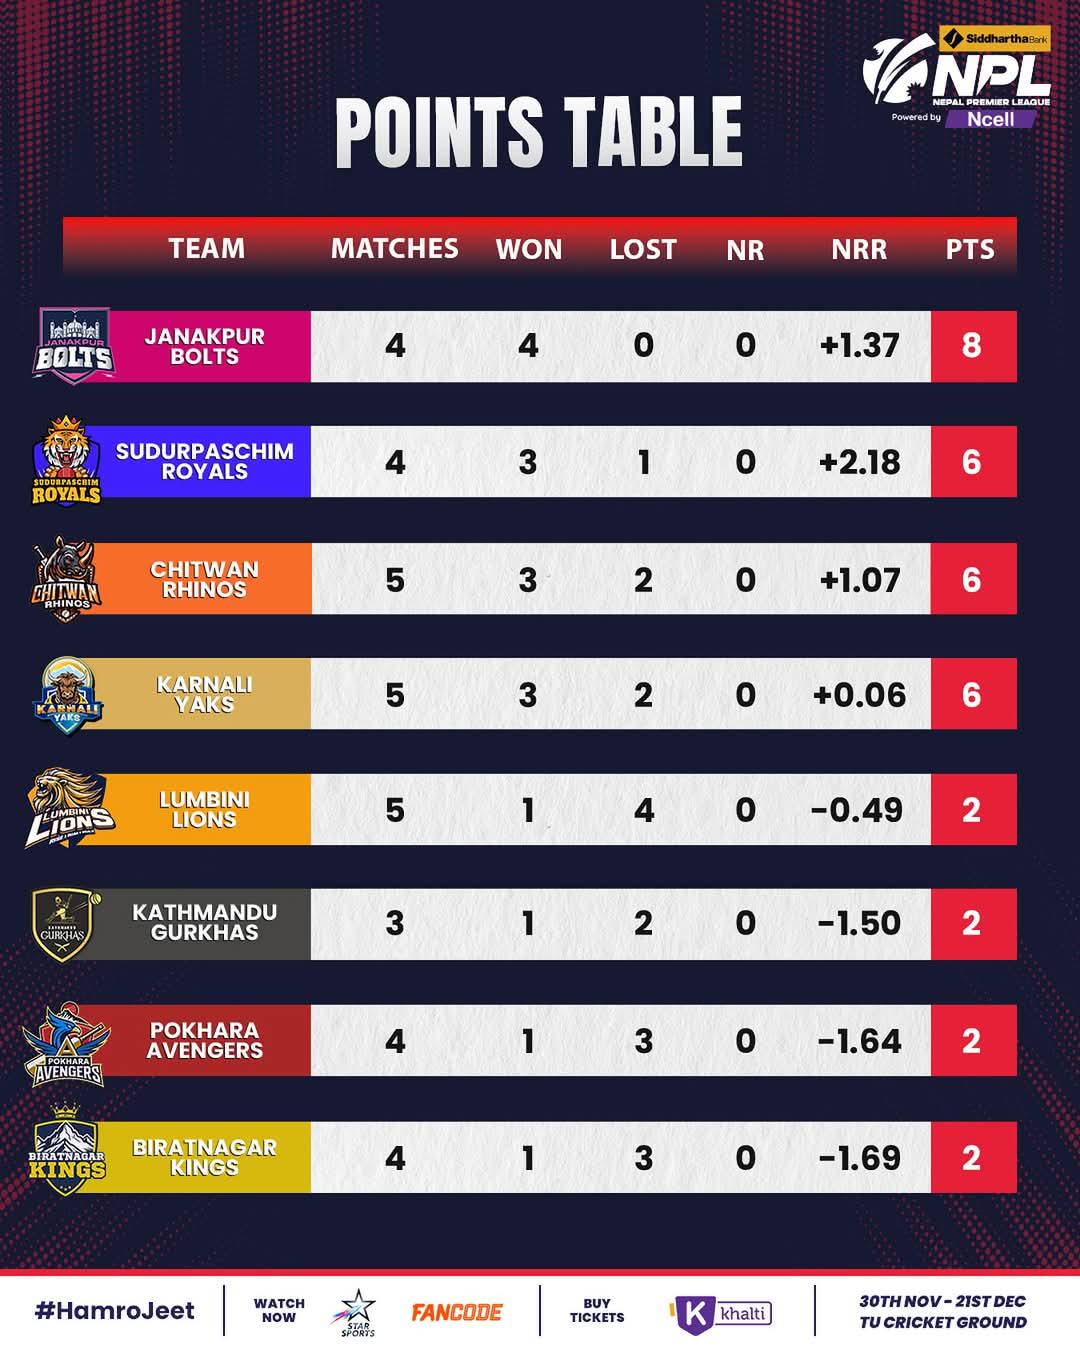 Siddhartha Bank
NPL
NEPAL PREMIER LEAGUE
Powered by Ncell
POINTS TABLE
TEAM MATCHES WON LOST NR NRR PTS
JANAKPUR
BOLTS
JANAKPUR
BOLTS
4 4 0 0 +1.37 8
SUDURPASCHIM
ROYALS
SUDURPASCHIM
ROYALS
4 3 1 0 +2.18 6
CHITWAN
RHINOS
CHITWAN
RHINOS
5 3 2 0 +1.07 6
KARNALI
YAKS
KARNALI
YAKS
5 3 2 0 +0.06 6
LUMBINI
LIONS
LUMBINI
LIONS
5 1 4 0 -0.49 2
KATHMANDU
GURKHAS
KATHMANDU
GURKHAS
3 1 2 0 -1.50 2
POKHARA
AVENGERS
POKHARA
AVENGERS
4 1 3 0 -1.64 2
BIRATNAGAR
KINGS
BIRATNAGAR
KINGS
4 1 3 0 -1.69 2
#HamroJeet
WATCH
NOW
STAR
SPORTS
FANCODE
BUY
TICKETS
K khalti
30TH NOV - 21ST DEC
TU CRICKET GROUND